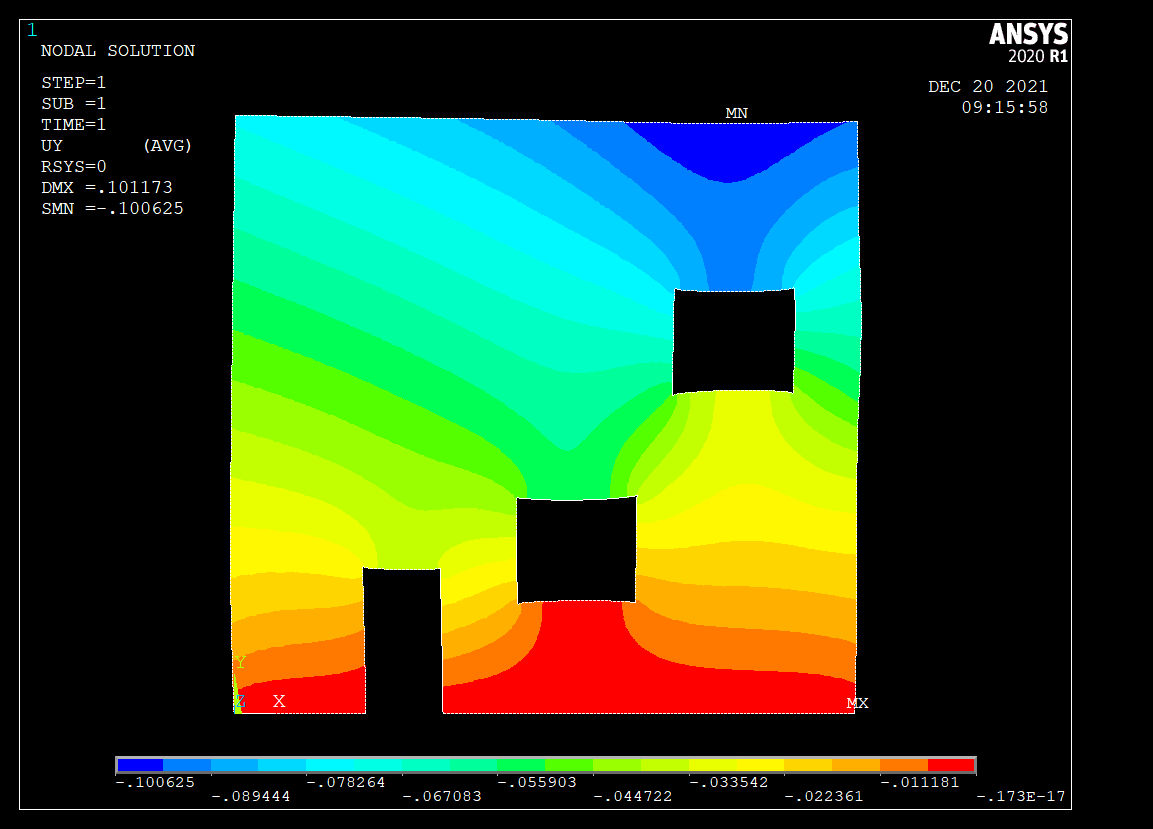 1
ANSYS
2020 R1
NODAL SOLUTION
STEP=1
SUB =1
TIME=1
UY (AVG)
RSYS=0
DMX =.101173
SMN =-.100625
DEC 20 2021
09:15:58
MN
Y
Z X
MX
-.100625 -.078264 -.055903 -.033542 -.011181
-.089444 -.067083 -.044722 -.022361 -.173E-17